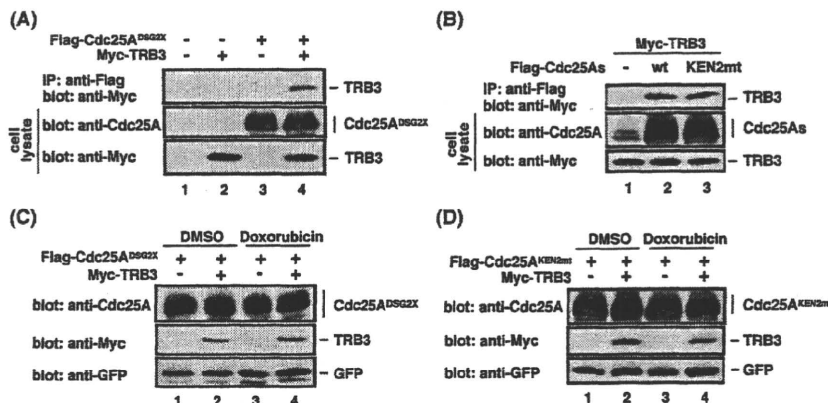 (A)
Flag-Cdc25A^DSG2X - - + +
Myc-TRB3 - + - +
IP: anti-Flag
blot: anti-Myc
TRB3
cell lysate
blot: anti-Cdc25A
Cdc25A^DSG2X
blot: anti-Myc
TRB3
1 2 3 4
(B)
Myc-TRB3
Flag-Cdc25As - wt KEN2mt
IP: anti-Flag
blot: anti-Myc
TRB3
cell lysate
blot: anti-Cdc25A
Cdc25As
blot: anti-Myc
TRB3
1 2 3
(C)
DMSO Doxorubicin
Flag-Cdc25A^DSG2X + + + +
Myc-TRB3 - + - +
blot: anti-Cdc25A
Cdc25A^DSG2X
blot: anti-Myc
TRB3
blot: anti-GFP
GFP
1 2 3 4
(D)
DMSO Doxorubicin
Flag-Cdc25A^KEN2mt + + + +
Myc-TRB3 - + - +
blot: anti-Cdc25A
Cdc25A^KEN2m
blot: anti-Myc
TRB3
blot: anti-GFP
GFP
1 2 3 4